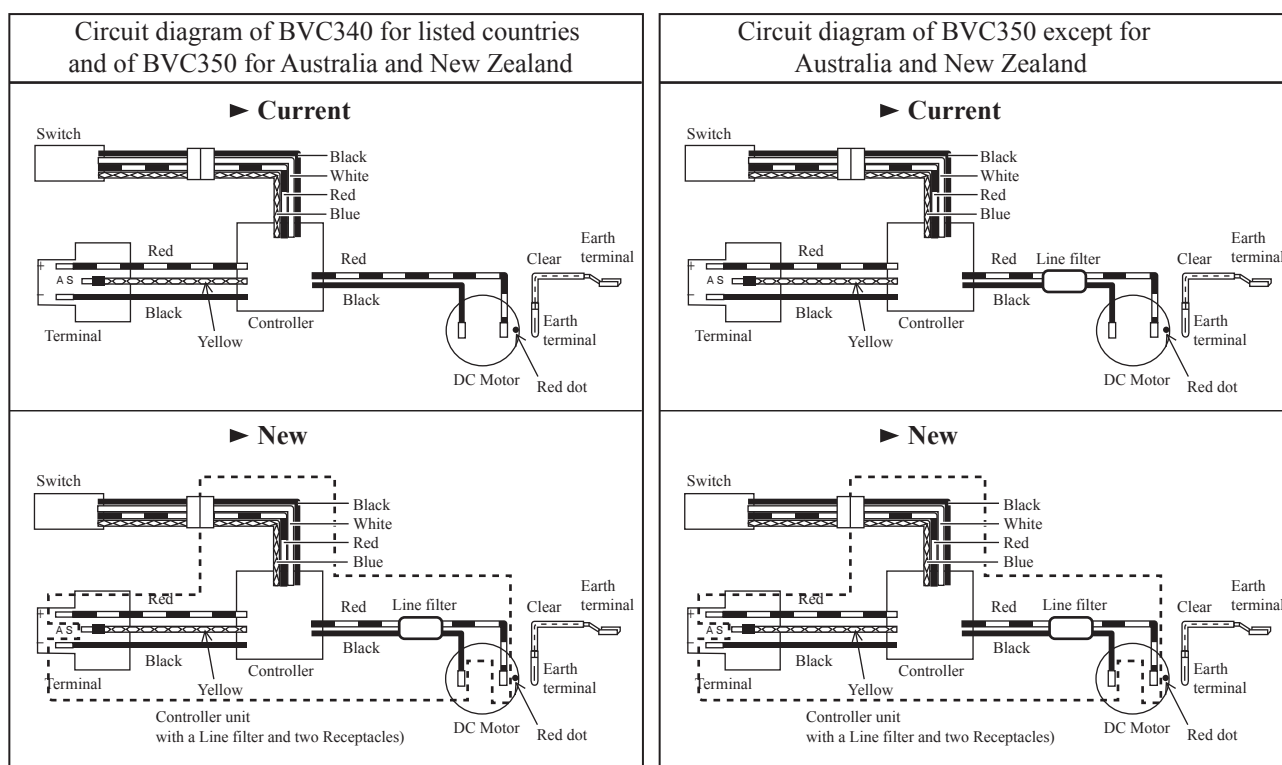 Circuit diagram of BVC340 for listed countries
and of BVC350 for Australia and New Zealand
► Current
Switch
Black
White
Red
Blue
Red
+
A S
−
Black
Terminal
Yellow
Controller
Red
Black
Clear
Earth
terminal
Earth
terminal
DC Motor
Red dot
► New
Switch
Black
White
Red
Blue
Red
+
A S
−
Black
Terminal
Yellow
Controller
Red
Line filter
Black
Clear
Earth
terminal
Earth
terminal
DC Motor
Red dot
Controller unit
with a Line filter and two Receptacles)
Circuit diagram of BVC350 except for
Australia and New Zealand
► Current
Switch
Black
White
Red
Blue
Red
+
A S
−
Black
Terminal
Yellow
Controller
Red
Line filter
Black
Clear
Earth
terminal
Earth
terminal
DC Motor
Red dot
► New
Switch
Black
White
Red
Blue
Red
+
A S
−
Black
Terminal
Yellow
Controller
Red
Line filter
Black
Clear
Earth
terminal
Earth
terminal
DC Motor
Red dot
Controller unit
with a Line filter and two Receptacles)